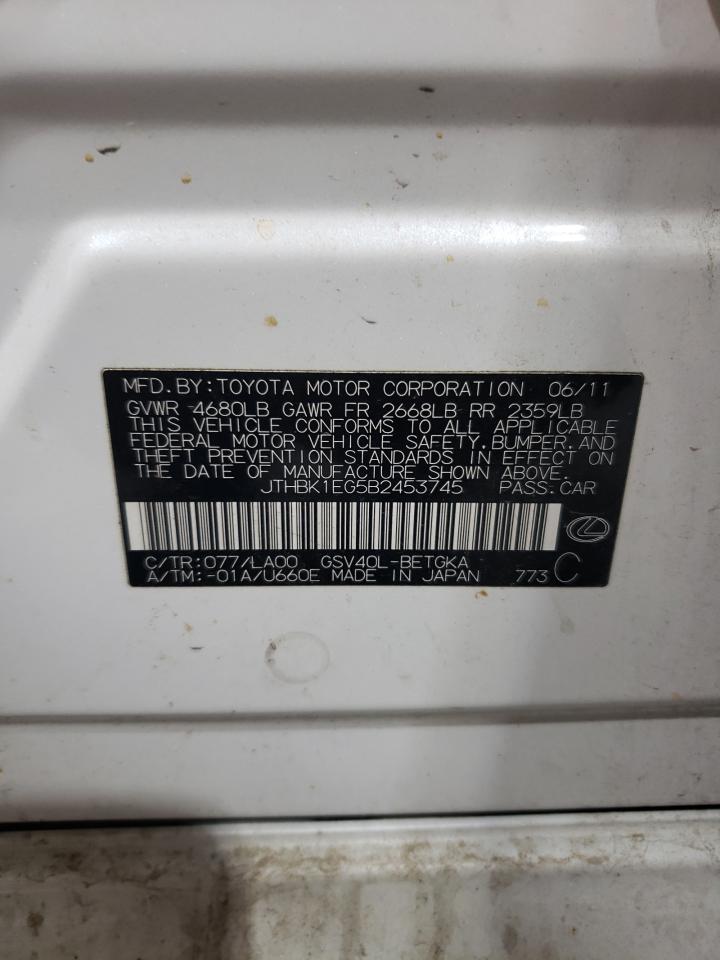 MFD.BY:TOYOTA MOTOR CORPORATION 06/11
GVWR 4680LB GAWR FR 2668LB RR 2359LB
THIS VEHICLE CONFORMS TO ALL APPLICABLE
FEDERAL MOTOR VEHICLE SAFETY,BUMPER,AND
THEFT PREVENTION STANDARDS IN EFFECT ON
THE DATE OF MANUFACTURE SHOWN ABOVE.
JTHBK1EG5B2453745 PASS.CAR
C/TR:077/LA00 GSV40L-BETGKA
A/TM:-01A/U660E MADE IN JAPAN 773 C